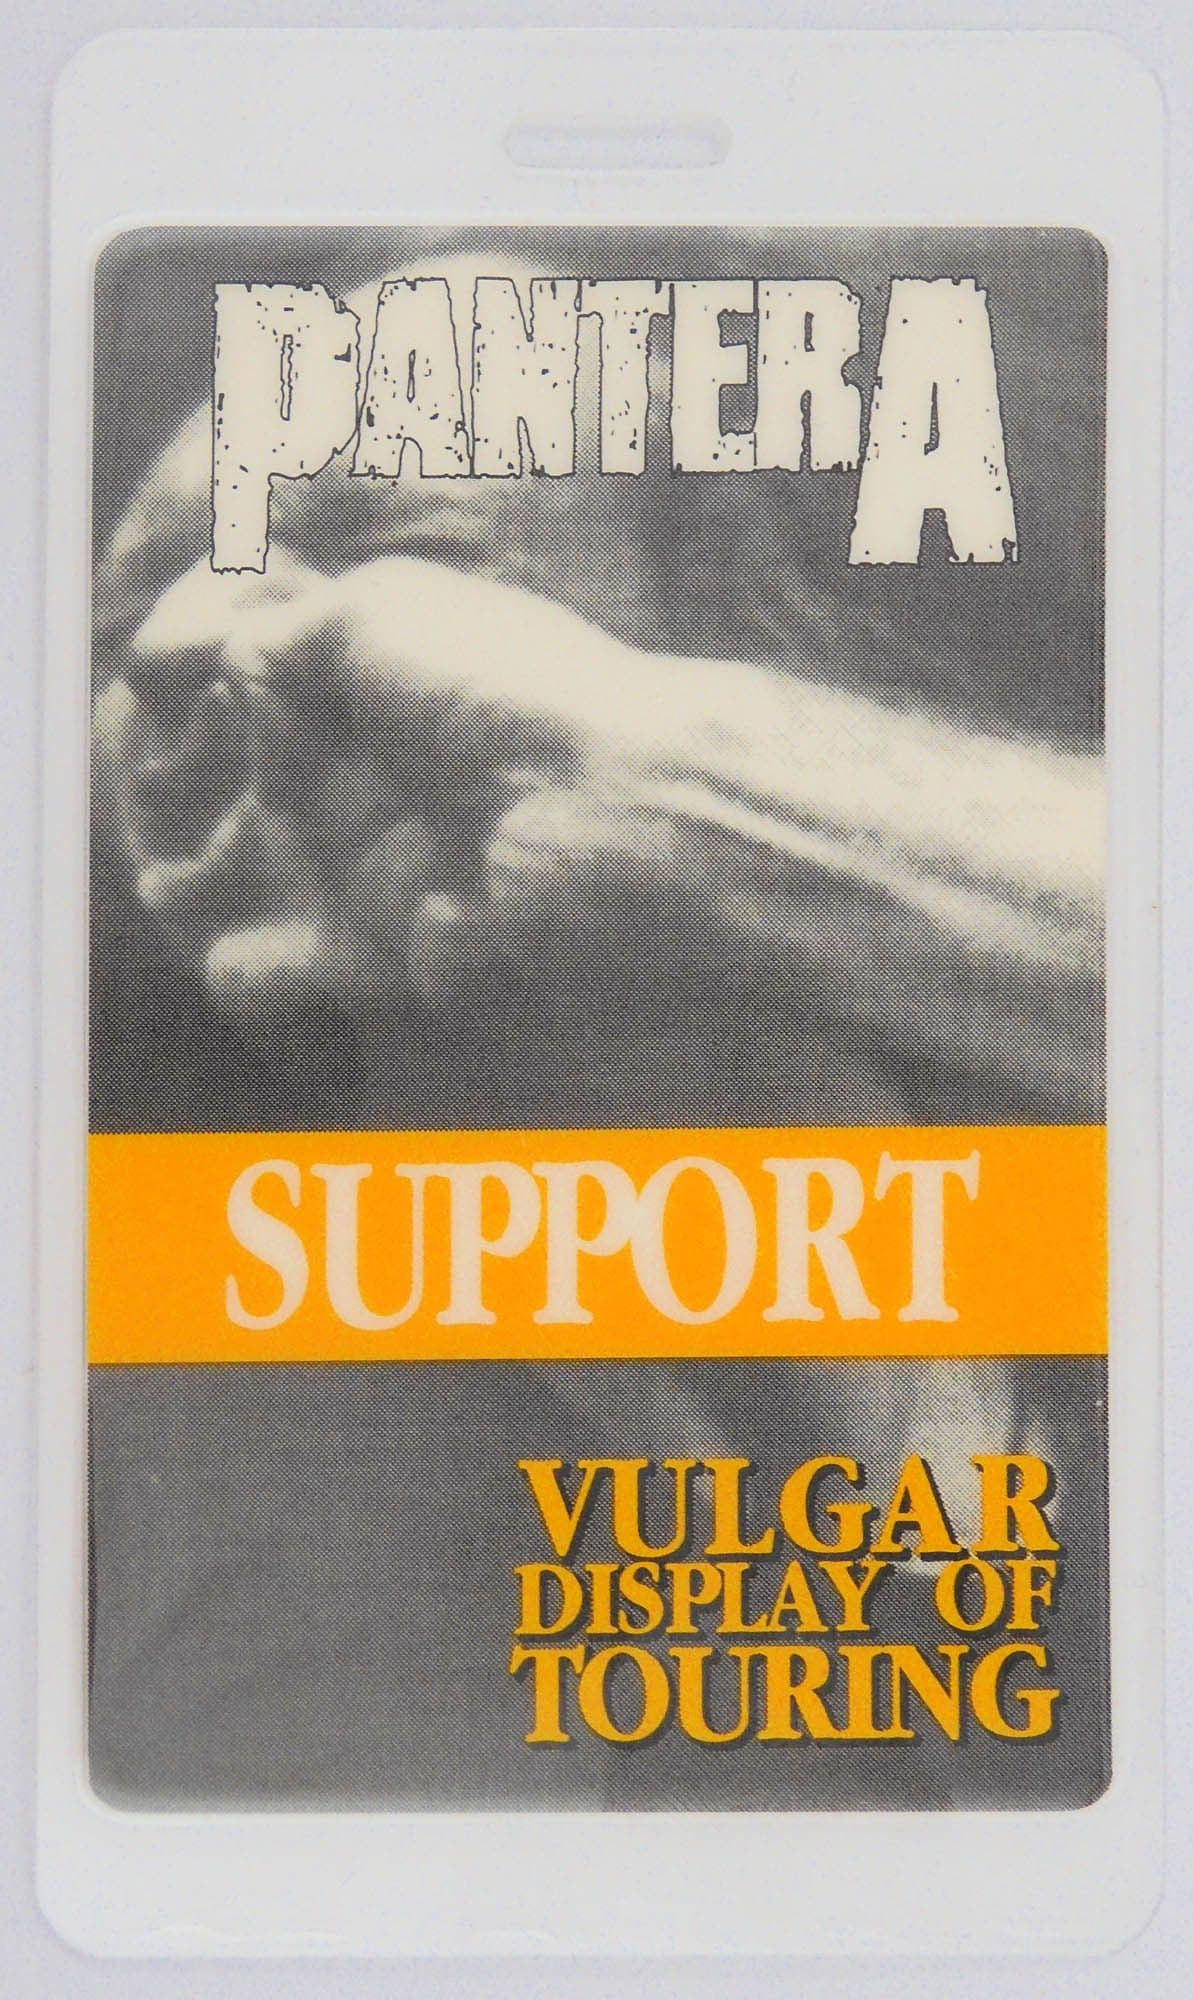 PANTERA
SUPPORT
VULGAR
DISPLAY OF
TOURING